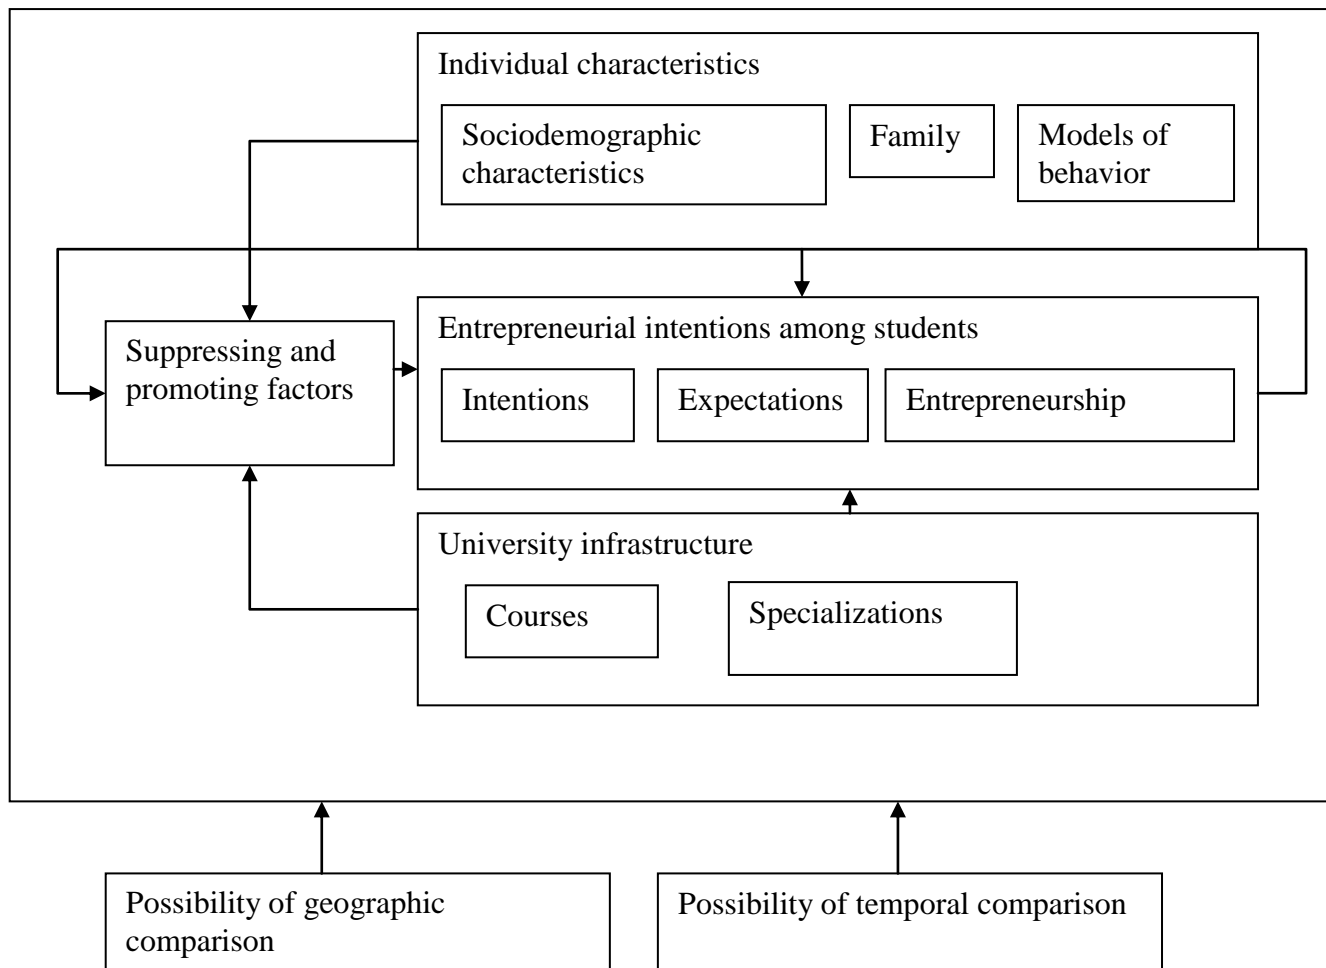 Individual characteristics
Sociodemographic
characteristics
Family
Models of
behavior
Suppressing and
promoting factors
Entrepreneurial intentions among students
Intentions
Expectations
Entrepreneurship
University infrastructure
Courses
Specializations
Possibility of geographic
comparison
Possibility of temporal comparison